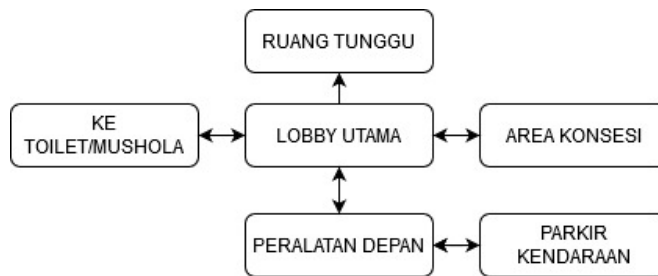 RUANG TUNGGU
KE
TOILET/MUSHOLA
LOBBY UTAMA
AREA KONSESI
PERALATAN DEPAN
PARKIR
KENDARAAN